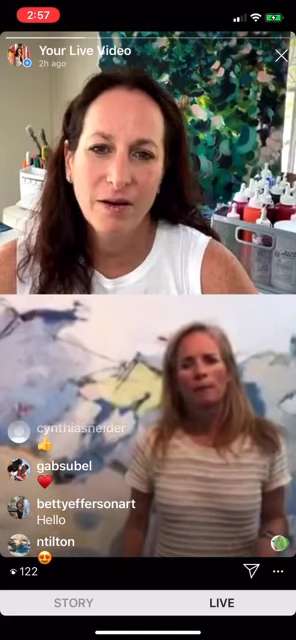 2:57
Your Live Video
2h ago
cynthiasneider
gabsubel
bettyeffersonart
Hello
ntilton
122
STORY
LIVE